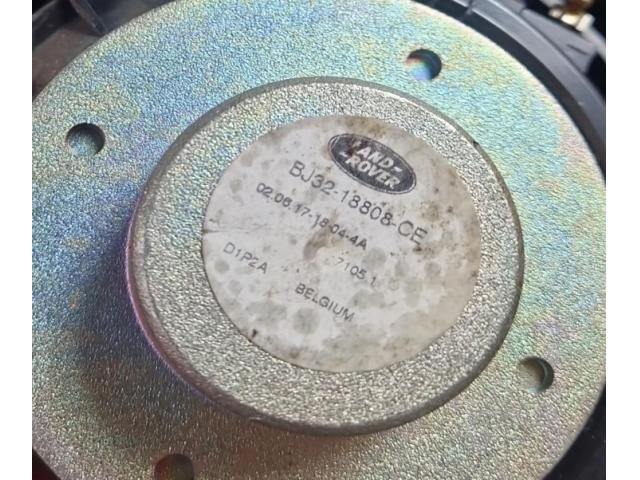 LAND-
-ROVER
BJ32-18808-CE
02.06.17-18-04-4A
7105.1
D1P2A
BELGIUM